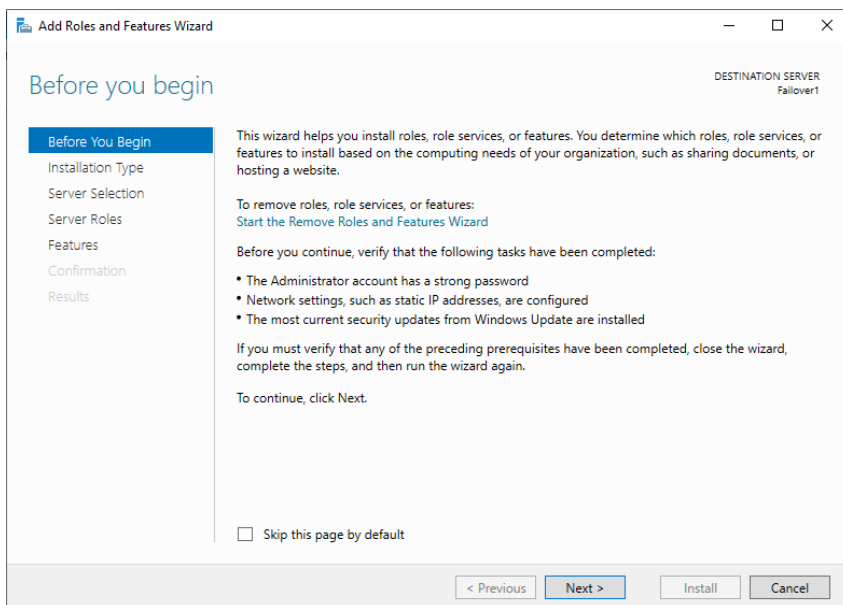 Add Roles and Features Wizard
Before you begin
DESTINATION SERVER
Failover1
Before You Begin
Installation Type
Server Selection
Server Roles
Features
Confirmation
Results
This wizard helps you install roles, role services, or features. You determine which roles, role services, or
features to install based on the computing needs of your organization, such as sharing documents, or
hosting a website.
To remove roles, role services, or features:
Start the Remove Roles and Features Wizard
Before you continue, verify that the following tasks have been completed:
• The Administrator account has a strong password
• Network settings, such as static IP addresses, are configured
• The most current security updates from Windows Update are installed
If you must verify that any of the preceding prerequisites have been completed, close the wizard,
complete the steps, and then run the wizard again.
To continue, click Next.
Skip this page by default
< Previous
Next >
Install
Cancel